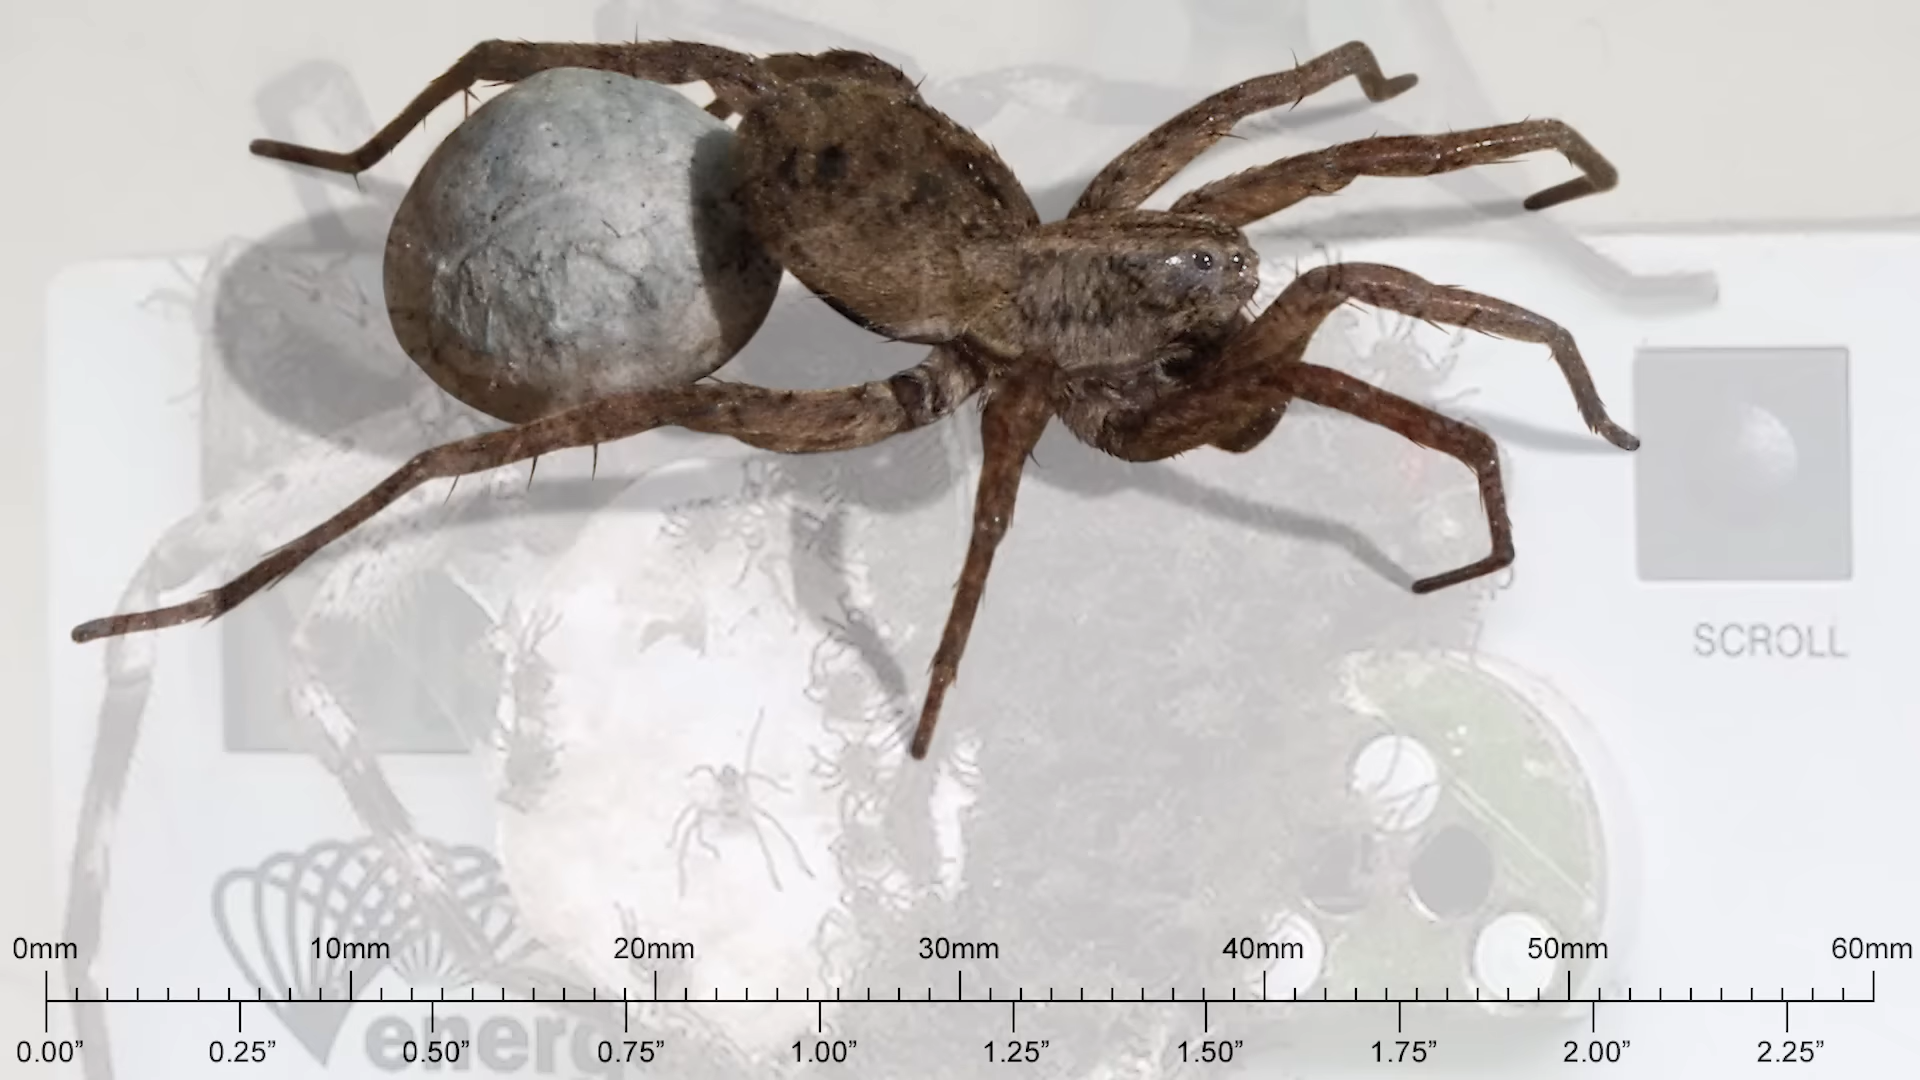 SCROLL
0mm 10mm 20mm 30mm 40mm 50mm 60mm
energ
0.00” 0.25” 0.50” 0.75” 1.00” 1.25” 1.50” 1.75” 2.00” 2.25”